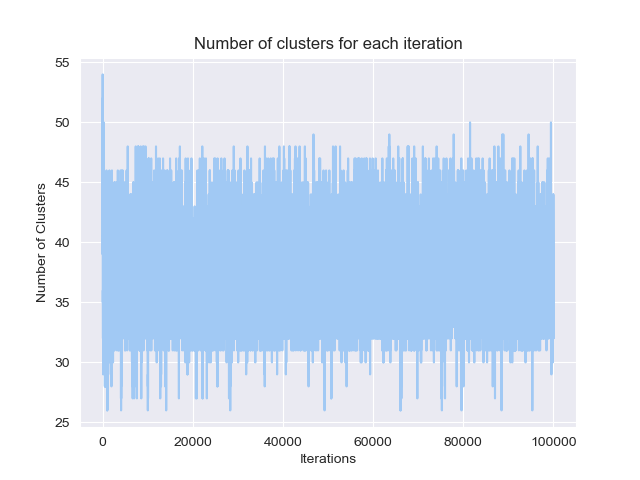 Number of clusters for each iteration
55
50
45
40
35
30
25
Number of Clusters
0 20000 40000 60000 80000 100000
Iterations